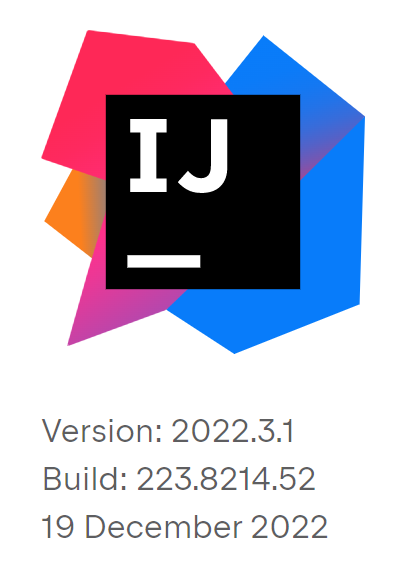 IJ
Version: 2022.3.1
Build: 223.8214.52
19 December 2022